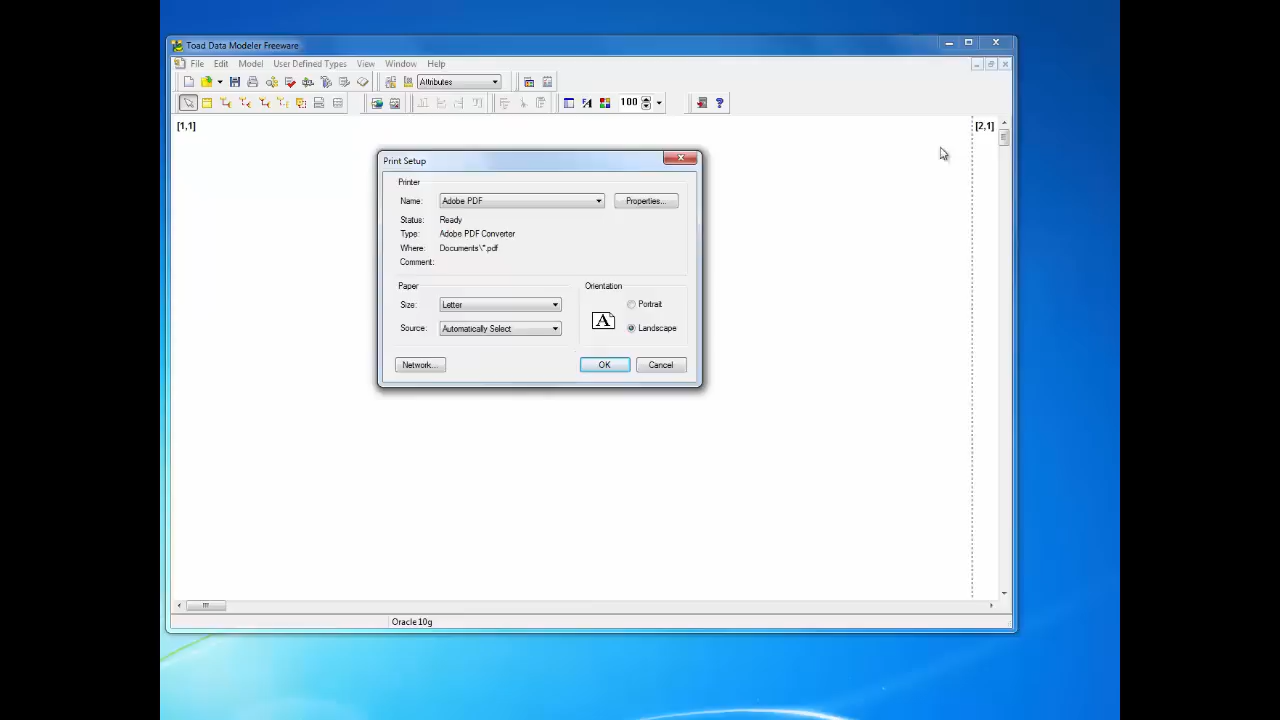 Toad Data Modeler Freeware
File Edit Model User Defined Types View Window Help
Attributes
100
[1,1]
[2,1]
Print Setup
Printer
Name: Adobe PDF Properties...
Status: Ready
Type: Adobe PDF Converter
Where: Documents\*.pdf
Comment:
Paper
Orientation
Size: Letter
Portrait
A
Source: Automatically Select
Landscape
Network... OK Cancel
Oracle 10g